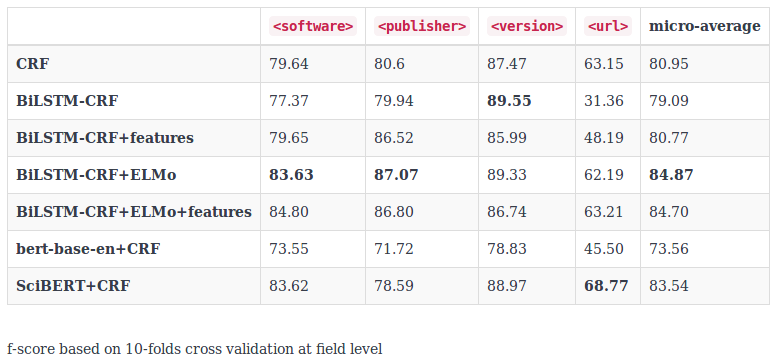 <software> <publisher> <version> <url> micro-average
CRF 79.64 80.6 87.47 63.15 80.95
BiLSTM-CRF 77.37 79.94 89.55 31.36 79.09
BiLSTM-CRF+features 79.65 86.52 85.99 48.19 80.77
BiLSTM-CRF+ELMo 83.63 87.07 89.33 62.19 84.87
BiLSTM-CRF+ELMo+features 84.80 86.80 86.74 63.21 84.70
bert-base-en+CRF 73.55 71.72 78.83 45.50 73.56
SciBERT+CRF 83.62 78.59 88.97 68.77 83.54
f-score based on 10-folds cross validation at field level